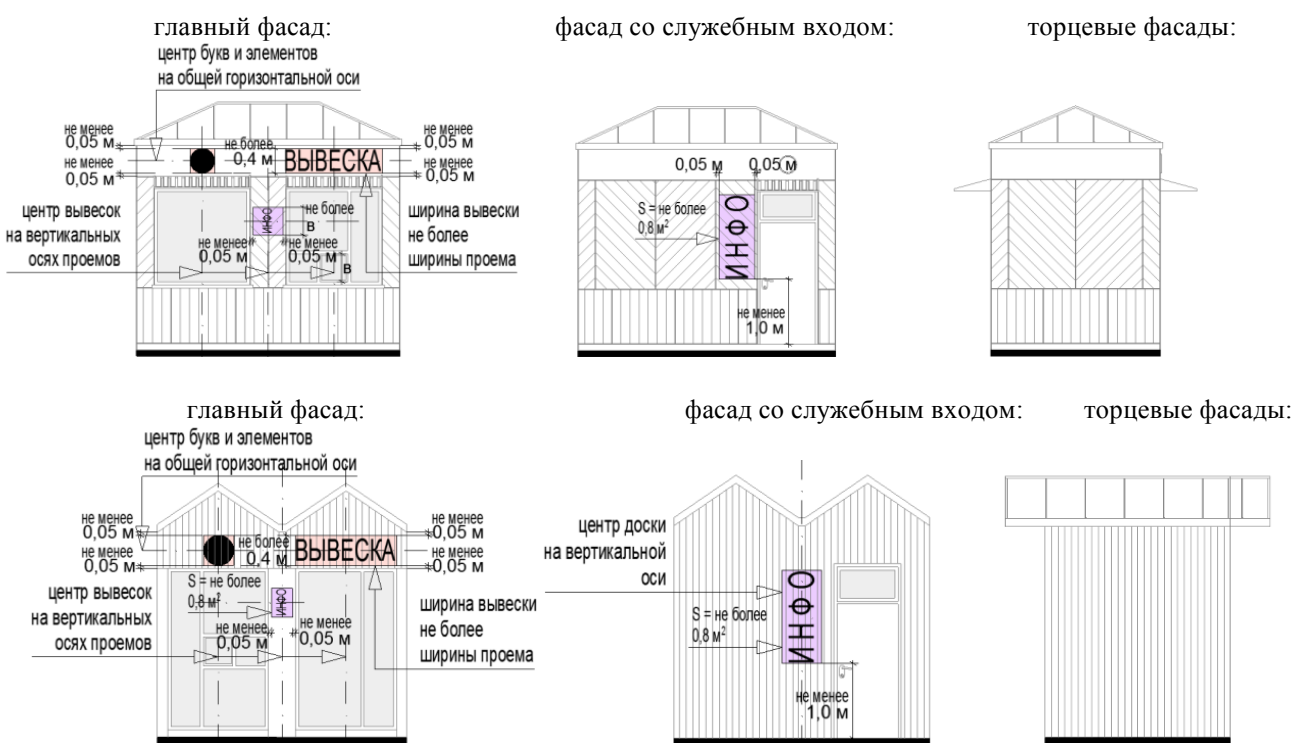 главный фасад:
фасад со служебным входом:
торцевые фасады:
центр букв и элементов
на общей горизонтальной оси
не менее
0,05 м
не менее
0,05 м
не более
0,4 м
ВЫВЕСКА
не менее
0,05 м
не менее
0,05 м
центр вывесок
на вертикальных
осях проемов
ИНФО
не более
в
не менее
0,05 м
не менее
0,05 м
в
ширина вывески
не более
ширины проема
0,05 м
0,05 м
S = не более
0,8 м²
ИНФО
не менее
1,0 м
главный фасад:
фасад со служебным входом:
торцевые фасады:
центр букв и элементов
на общей горизонтальной оси
не менее
0,05 м
не менее
0,05 м
не более
0,4 м
ВЫВЕСКА
не менее
0,05 м
не менее
0,05 м
S = не более
0,8 м²
ИНФО
центр вывесок
на вертикальных
осях проемов
не менее
0,05 м
не менее
0,05 м
ширина вывески
не более
ширины проема
центр доски
на вертикальной
оси
S = не более
0,8 м²
ИНФО
не менее
1,0 м